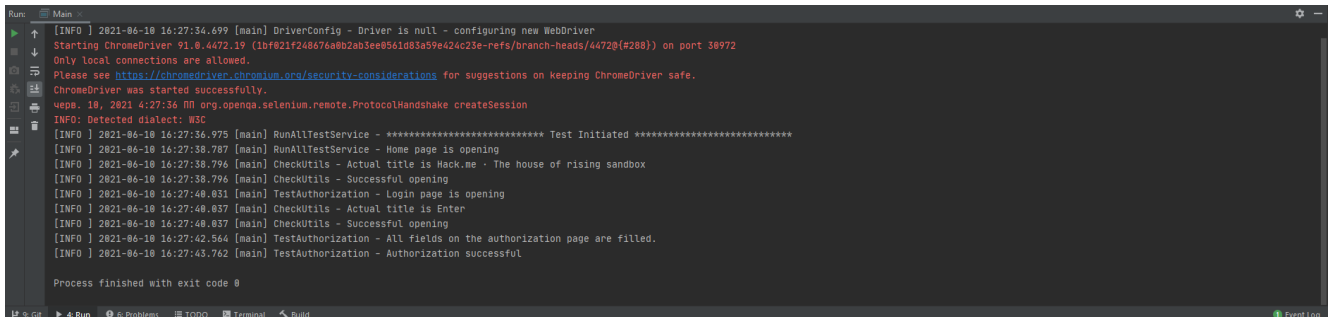 Run: Main
[INFO ] 2021-06-10 16:27:34.699 [main] DriverConfig - Driver is null - configuring new WebDriver
Starting ChromeDriver 91.0.4472.19 (1bf021f248676a0b2ab3ee0561d83a59e424c23e-refs/branch-heads/4472@{#288}) on port 30972
Only local connections are allowed.
Please see https://chromedriver.chromium.org/security-considerations for suggestions on keeping ChromeDriver safe.
ChromeDriver was started successfully.
черв. 10, 2021 4:27:36 ПП org.openqa.selenium.remote.ProtocolHandshake createSession
INFO: Detected dialect: W3C
[INFO ] 2021-06-10 16:27:36.975 [main] RunAllTestService - **************************** Test Initiated ****************************
[INFO ] 2021-06-10 16:27:38.787 [main] RunAllTestService - Home page is opening
[INFO ] 2021-06-10 16:27:38.796 [main] CheckUtils - Actual title is Hack.me · The house of rising sandbox
[INFO ] 2021-06-10 16:27:38.796 [main] CheckUtils - Successful opening
[INFO ] 2021-06-10 16:27:40.031 [main] TestAuthorization - Login page is opening
[INFO ] 2021-06-10 16:27:40.037 [main] CheckUtils - Actual title is Enter
[INFO ] 2021-06-10 16:27:40.037 [main] CheckUtils - Successful opening
[INFO ] 2021-06-10 16:27:42.564 [main] TestAuthorization - All fields on the authorization page are filled.
[INFO ] 2021-06-10 16:27:43.762 [main] TestAuthorization - Authorization successful
Process finished with exit code 0
9: Git 4: Run 6: Problems TODO Terminal Build 1 Event Log